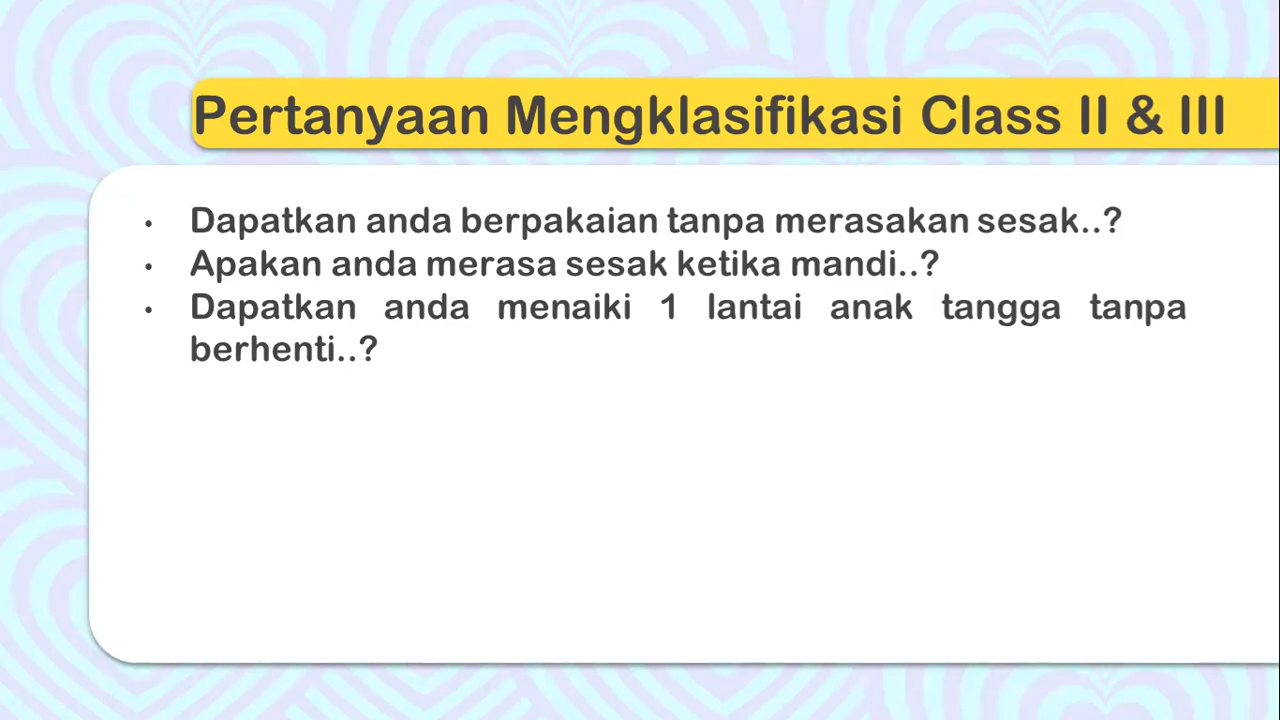 Pertanyaan Mengklasifikasi Class II & III
• Dapatkan anda berpakaian tanpa merasakan sesak..?
• Apakan anda merasa sesak ketika mandi..?
• Dapatkan anda menaiki 1 lantai anak tangga tanpa
berhenti..?